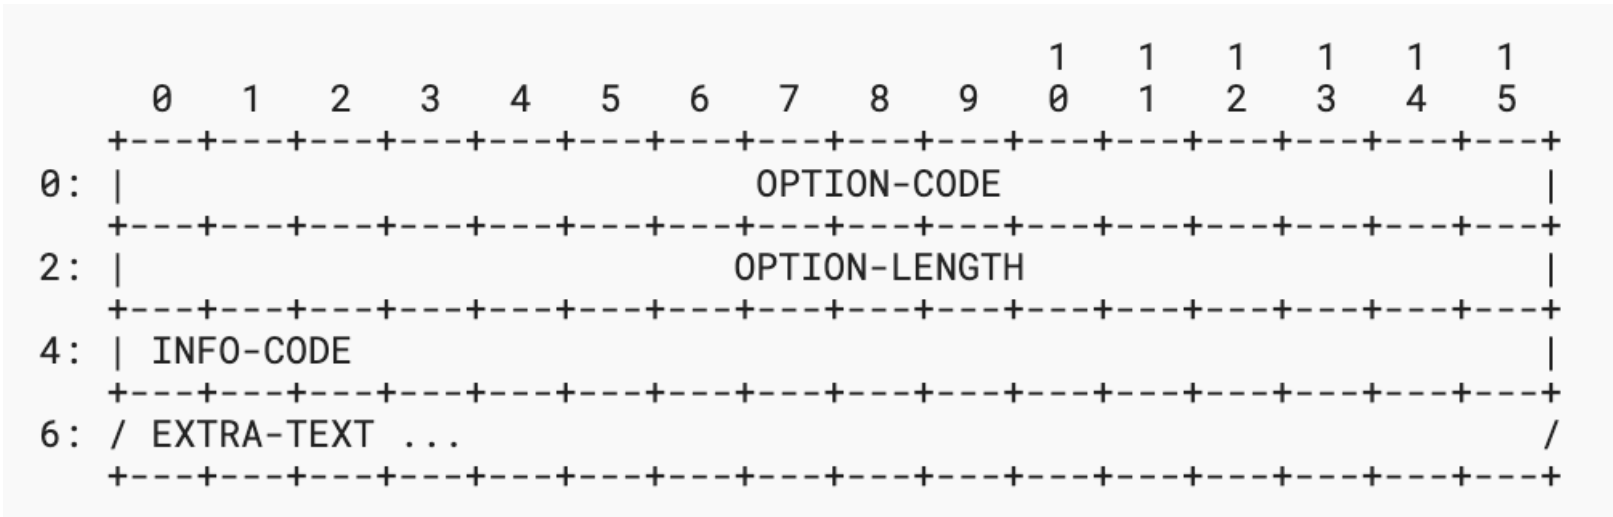 1   1   1   1   1   1
       0   1   2   3   4   5   6   7   8   9   0   1   2   3   4   5
     +---+---+---+---+---+---+---+---+---+---+---+---+---+---+---+---+
0:   |                            OPTION-CODE                        |
     +---+---+---+---+---+---+---+---+---+---+---+---+---+---+---+---+
2:   |                           OPTION-LENGTH                       |
     +---+---+---+---+---+---+---+---+---+---+---+---+---+---+---+---+
4:   | INFO-CODE                                                     |
     +---+---+---+---+---+---+---+---+---+---+---+---+---+---+---+---+
6:   / EXTRA-TEXT ...                                                /
     +---+---+---+---+---+---+---+---+---+---+---+---+---+---+---+---+